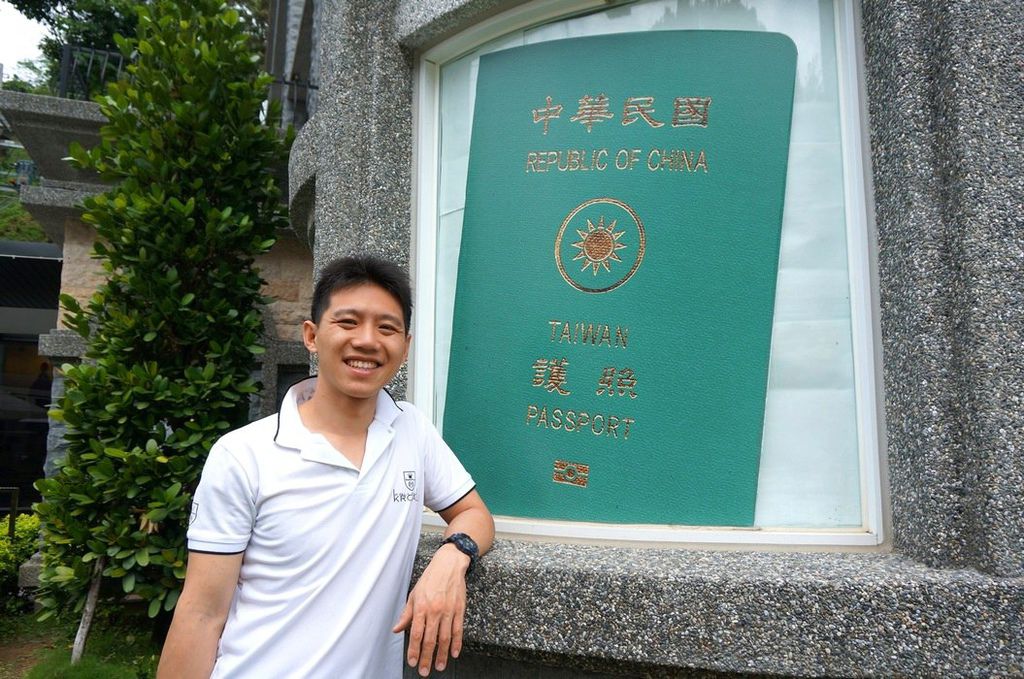 中華民國
REPUBLIC OF CHINA
TAIWAN
護照
PASSPORT